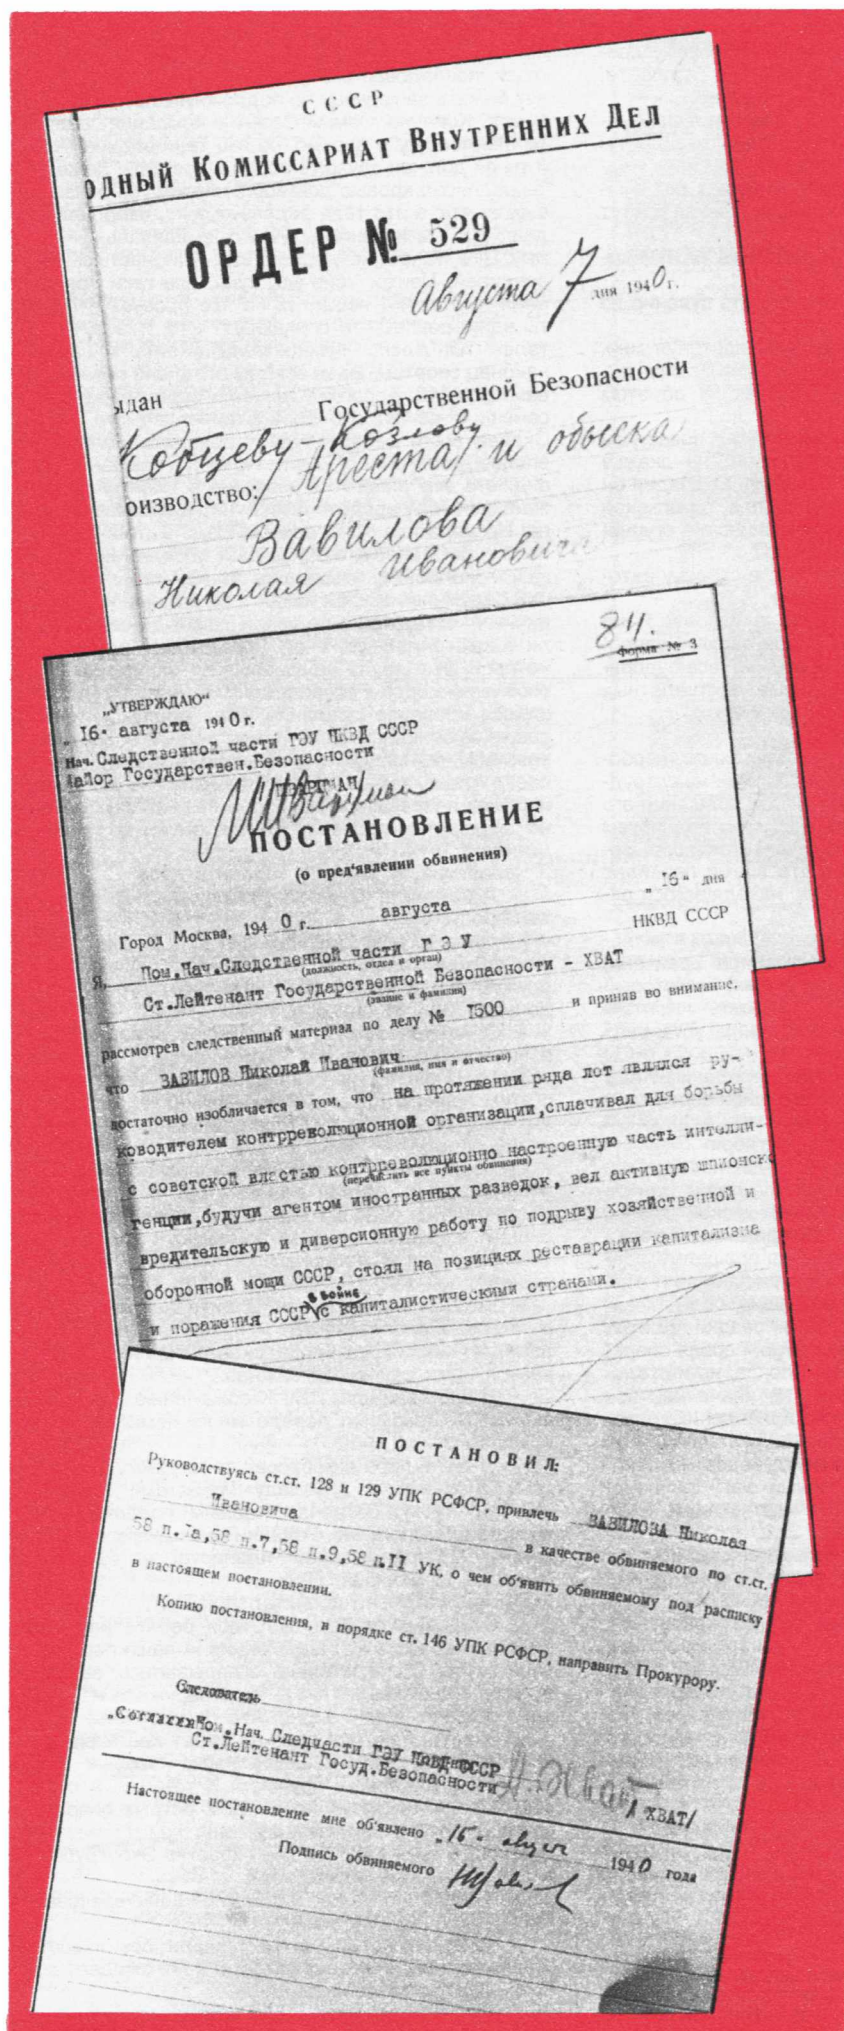 СССР
ОДНЫЙ КОМИССАРИАТ ВНУТРЕННИХ ДЕЛ
ОРДЕР № 529
Августа 7 дня 1940 г.
ыдан
Государственной Безопасности
Кобцеву - Козлову
оизводство: Ареста и обыска
Вавилова
Николая Ивановича
84.
Форма № 3
„УТВЕРЖДАЮ“
„16“ августа 1940 г.
Нач. Следственной части ГЭУ НКВД СССР
Майор Государствен.Безопасности
ПОСТАНОВЛЕНИЕ
(о пред'явлении обвинения)
Город Москва, 1940 г. августа „16“ дня
Я, Пом.Нач.Следственной части ГЭУ НКВД СССР
(должность, отдел и орган)
Ст.Лейтенант Государственной Безопасности - ХВАТ
(звание и фамилия)
рассмотрев следственный материал по делу № 1500 и приняв во внимание,
что ВАВИЛОВ Николай Иванович
(фамилия, имя и отчество)
достаточно изобличается в том, что на протяжении ряда лет являлся ру-
ководителем контрреволюционной организации,сплачивал для борьбы
с советской властью контрреволюционно настроенную часть интелли-
(перечислить все пункты обвинения)
генции,будучи агентом иностранных разведок, вел активную шпионско
вредительскую и диверсионную работу по подрыву хозяйственной и
оборонной мощи СССР, стоял на позициях реставрации капитализма
в войне
и поражения СССР с капиталистическими странами.
ПОСТАНОВИЛ:
Руководствуясь ст.ст. 128 и 129 УПК РСФСР, привлечь ВАВИЛОВА Николая
Ивановича в качестве обвиняемого по ст.ст.
58 п.Iа,58 п.7,58 п.9,58 п.II УК, о чем об'явить обвиняемому под расписку
в настоящем постановлении.
Копию постановления, в порядке ст. 146 УПК РСФСР, направить Прокурору.
Следователь
Пом.Нач. Следчасти ГЭУ НКВД СССР
Ст.Лейтенант Госуд.Безопасности А. Хват /ХВАТ/
Настоящее постановление мне об'явлено „16“ август 1940 года
Подпись обвиняемого